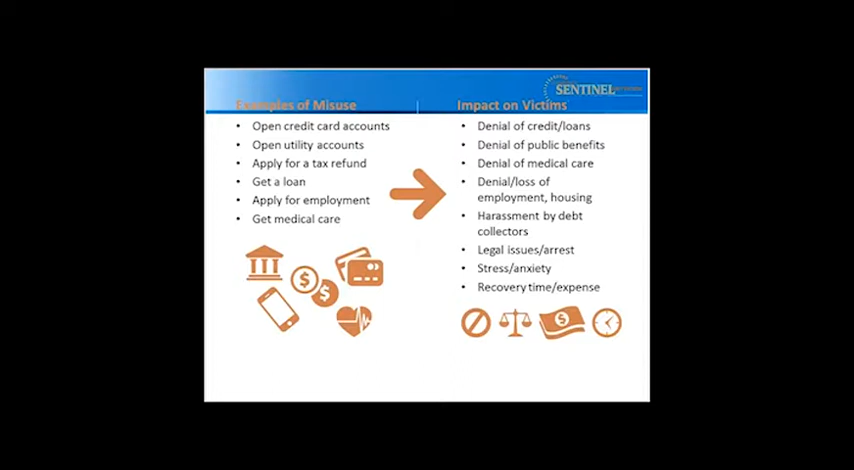 SENTINEL
Examples of Misuse
Open credit card accounts
Open utility accounts
Apply for a tax refund
Get a loan
Apply for employment
Get medical care
Impact on Victims
Denial of credit/loans
Denial of public benefits
Denial of medical care
Denial/loss of
employment, housing
Harassment by debt
collectors
Legal issues/arrest
Stress/anxiety
Recovery time/expense